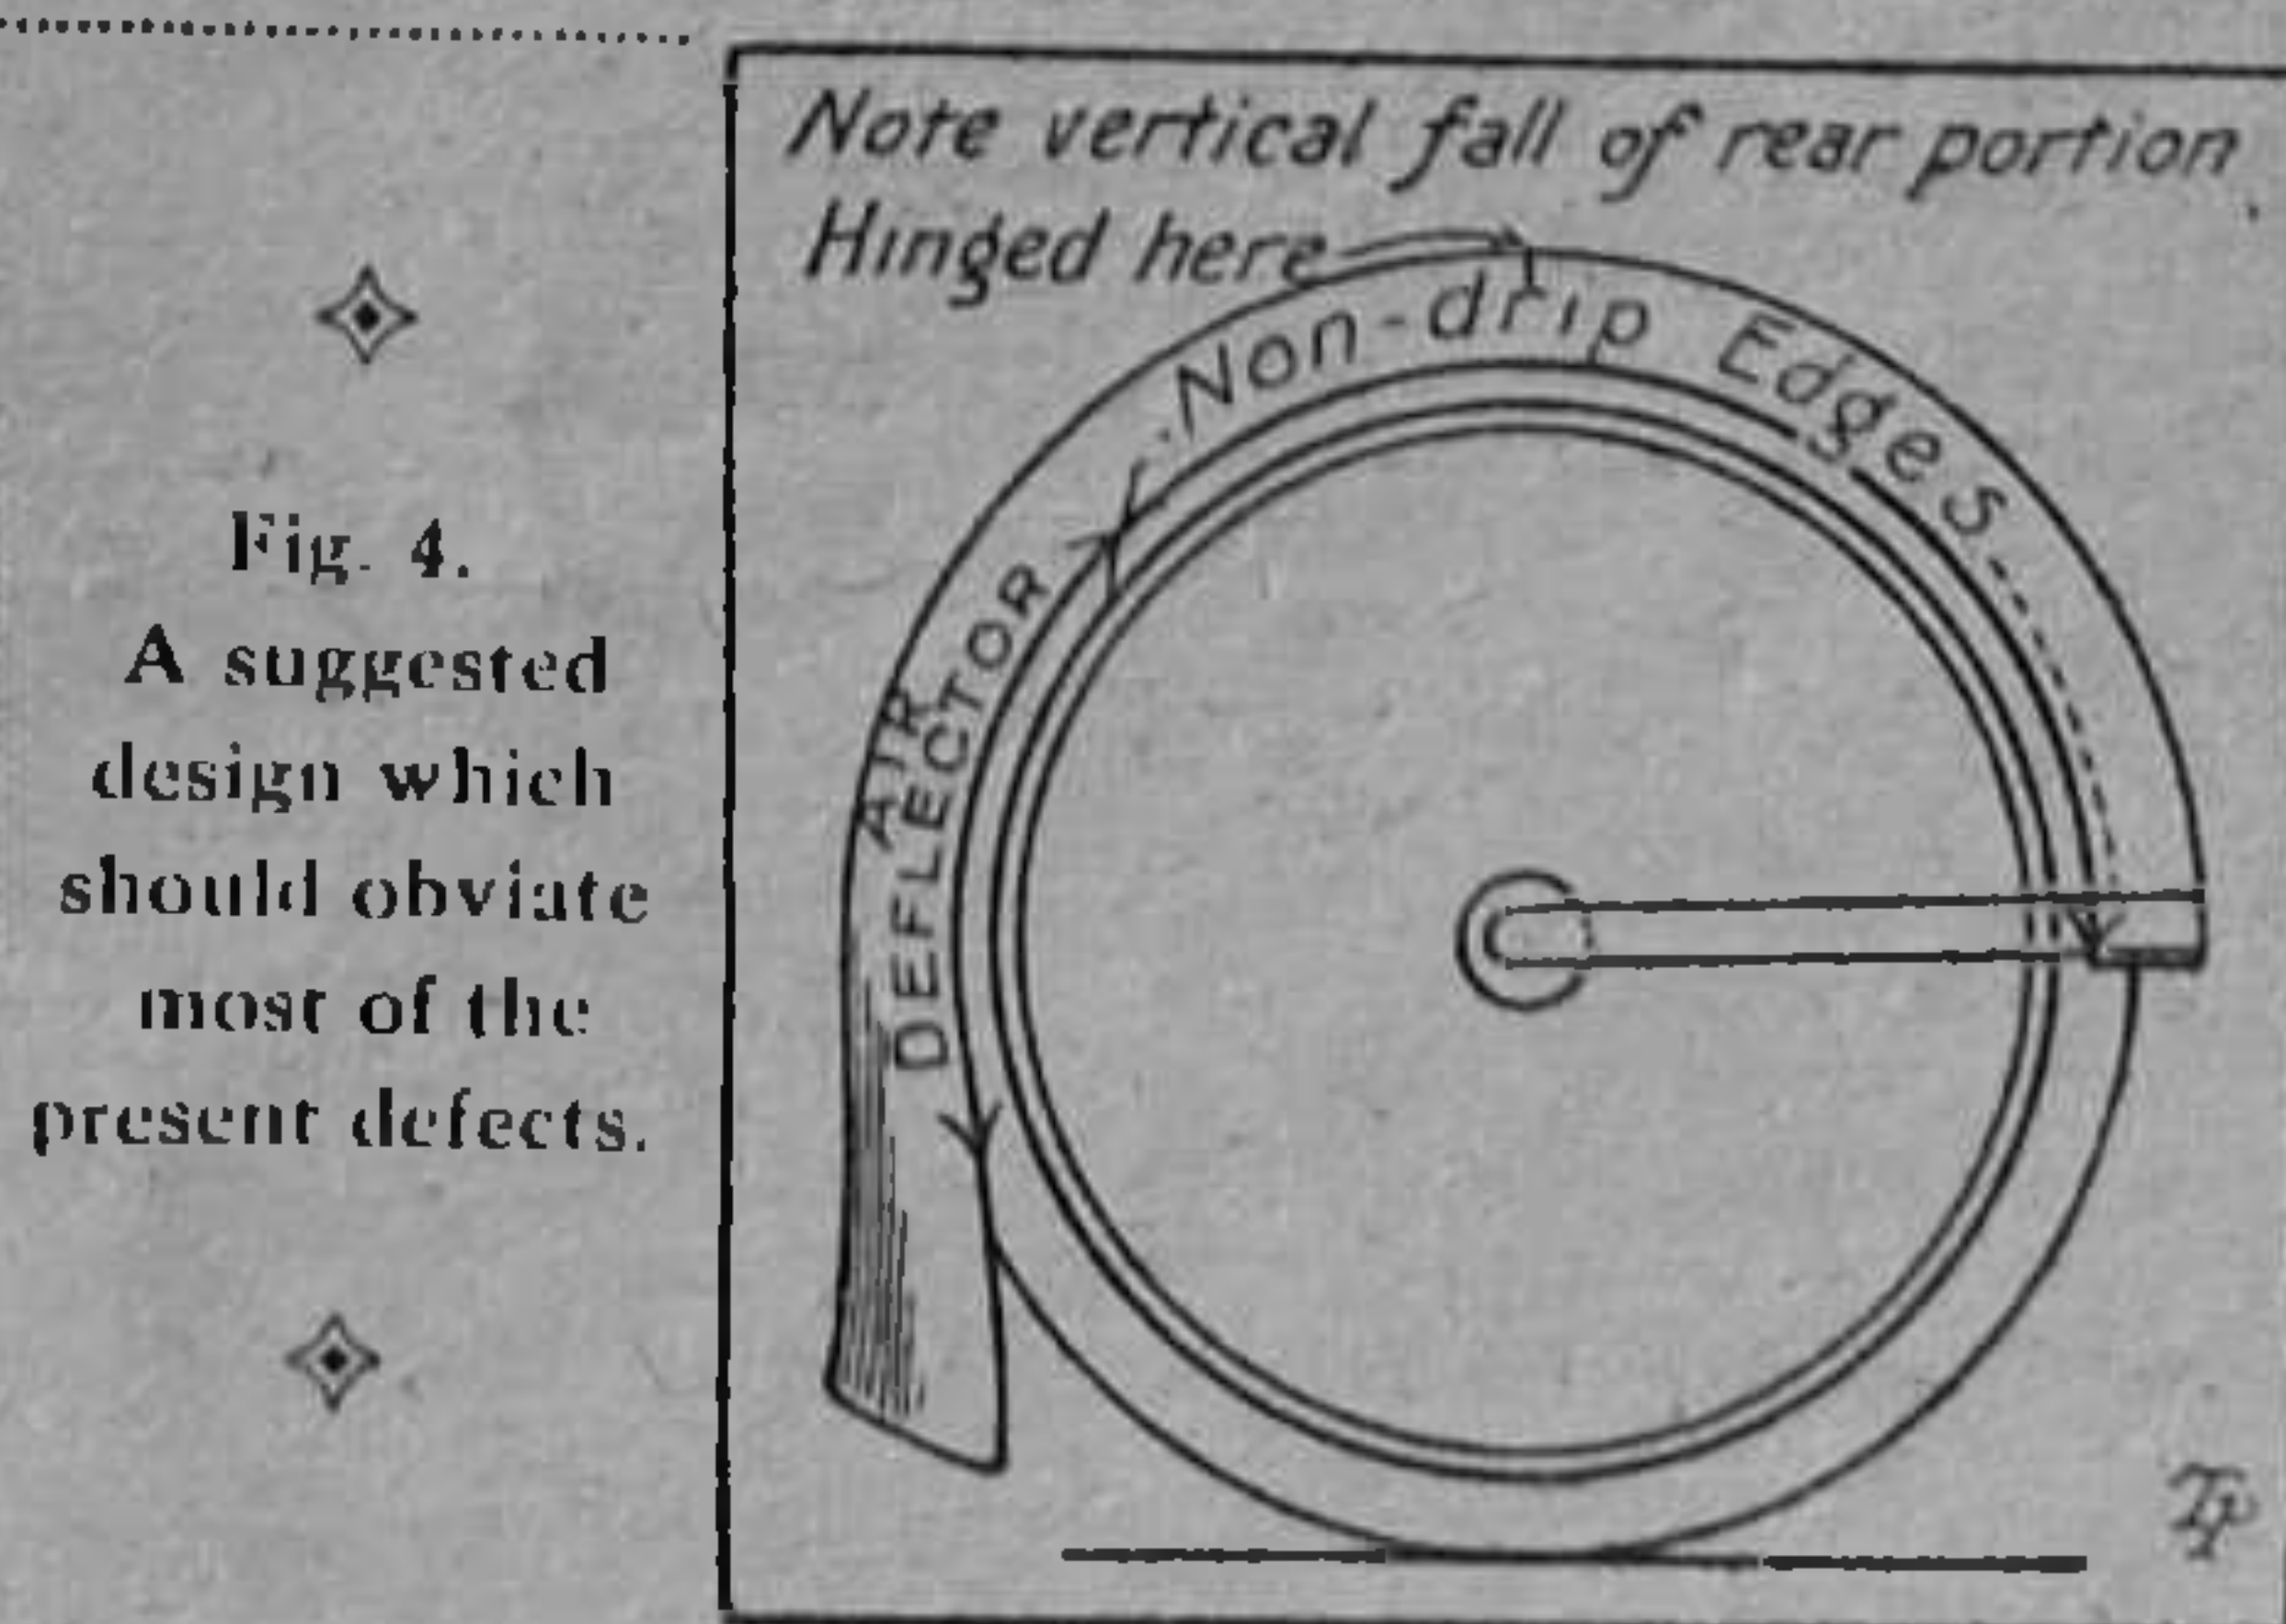 Fig. 4.
A suggested
design which
should obviate
most of the
present defects.
Note vertical fall of rear portion
Hinged here
Non-drip Edges
AIR
DEFLECTOR